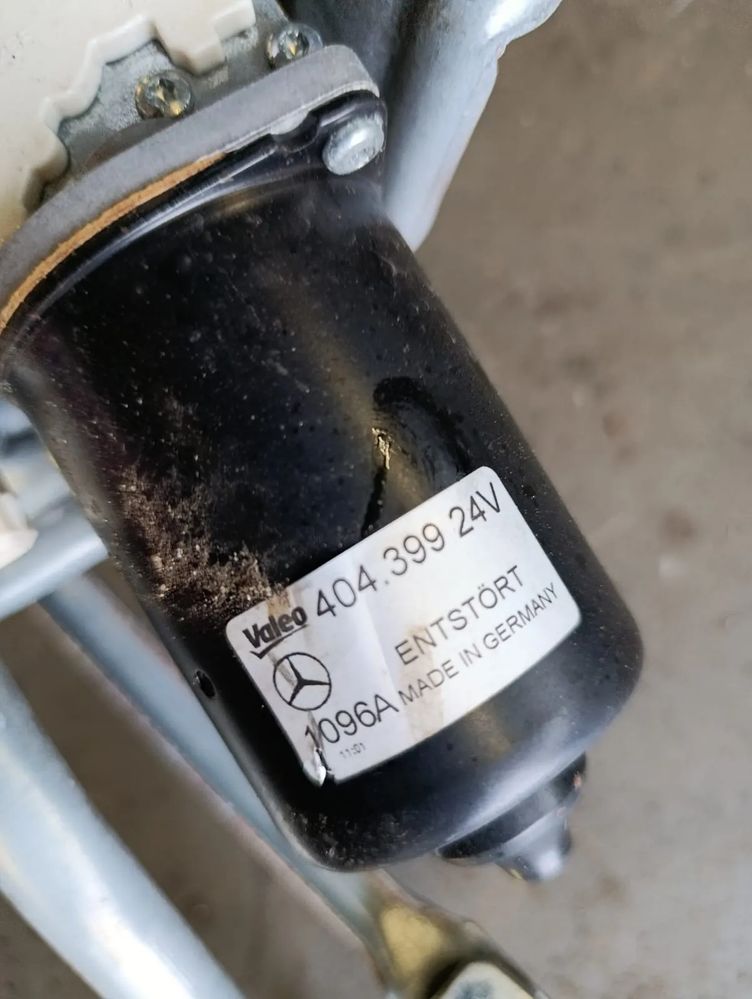 Valeo 404.399 24V
ENTSTÖRT
1096A MADE IN GERMANY
11:01